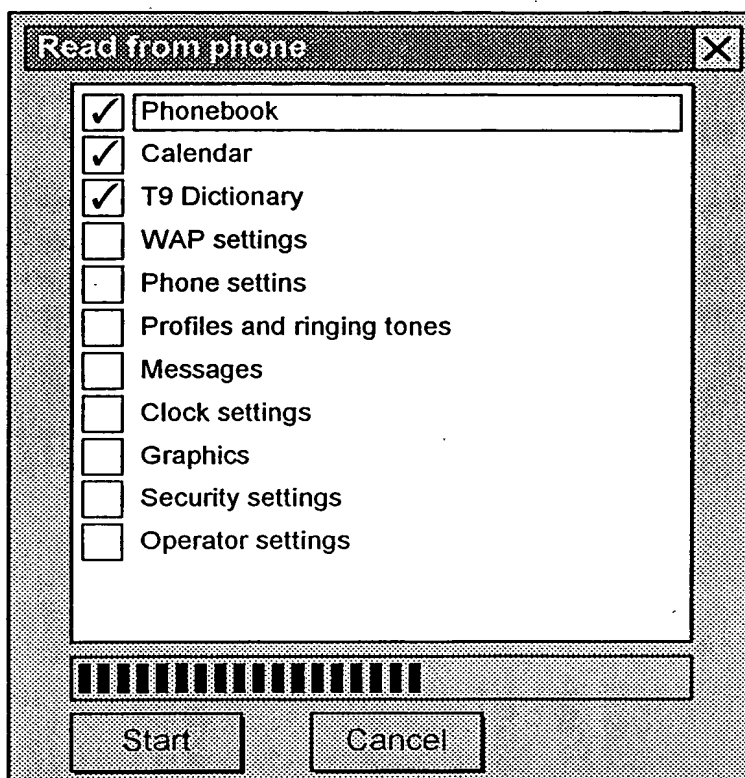 Read from phone
Phonebook
Calendar
T9 Dictionary
WAP settings
Phone settins
Profiles and ringing tones
Messages
Clock settings
Graphics
Security settings
Operator settings
Start Cancel